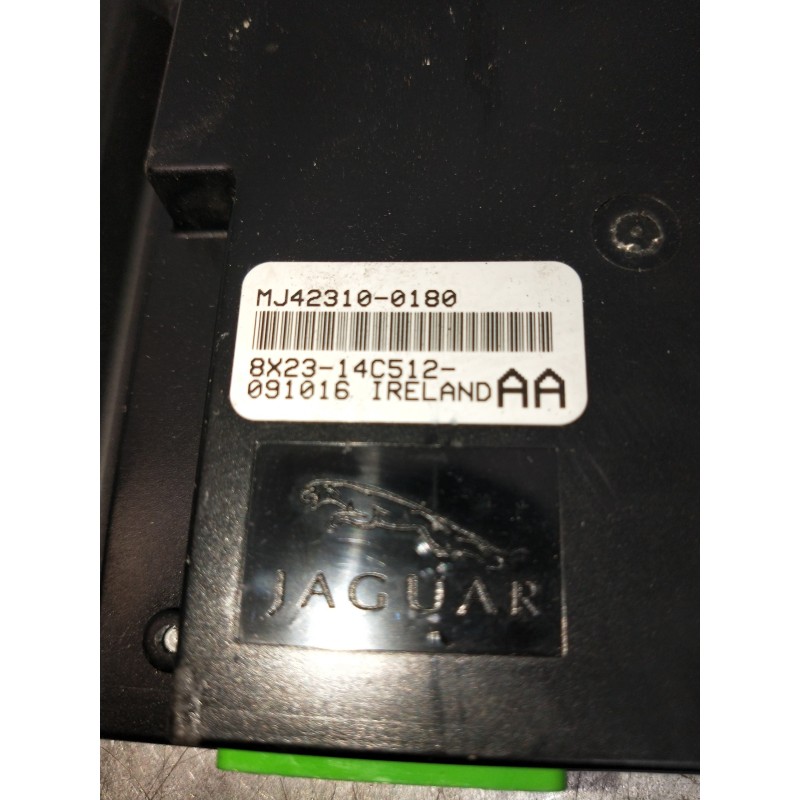 MJ42310-0180
8X23-14C512-
091016 IRELAND AA
JAGUAR